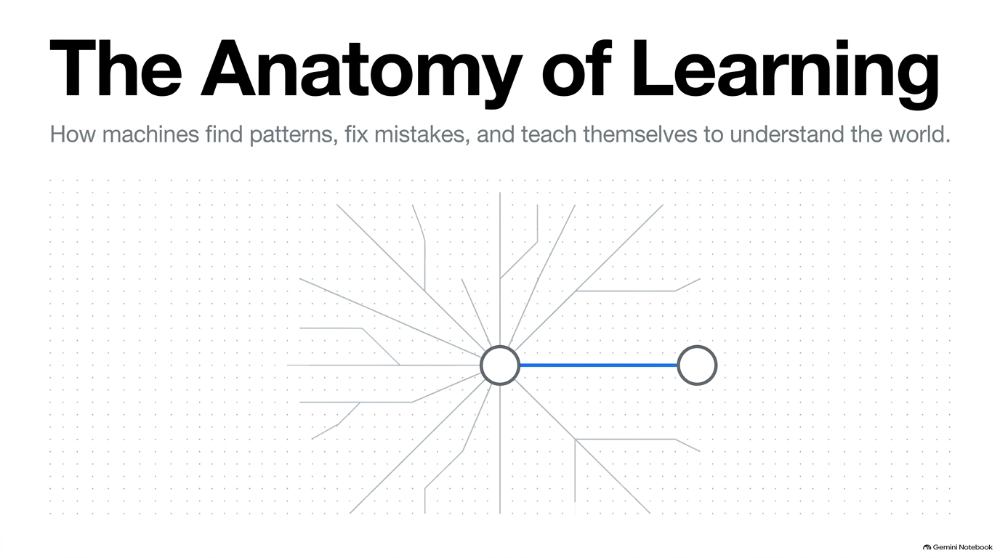 The Anatomy of Learning
How machines find patterns, fix mistakes, and teach themselves to understand the world.
Gemini Notebook